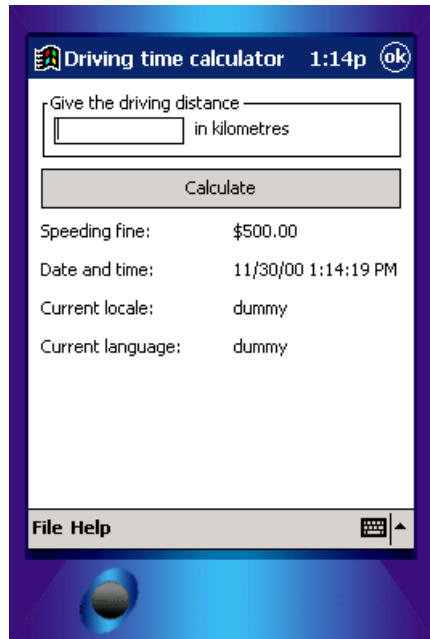 Driving time calculator 1:14p ok
Give the driving distance
in kilometres
Calculate
Speeding fine: $500.00
Date and time: 11/30/00 1:14:19 PM
Current locale: dummy
Current language: dummy
File Help